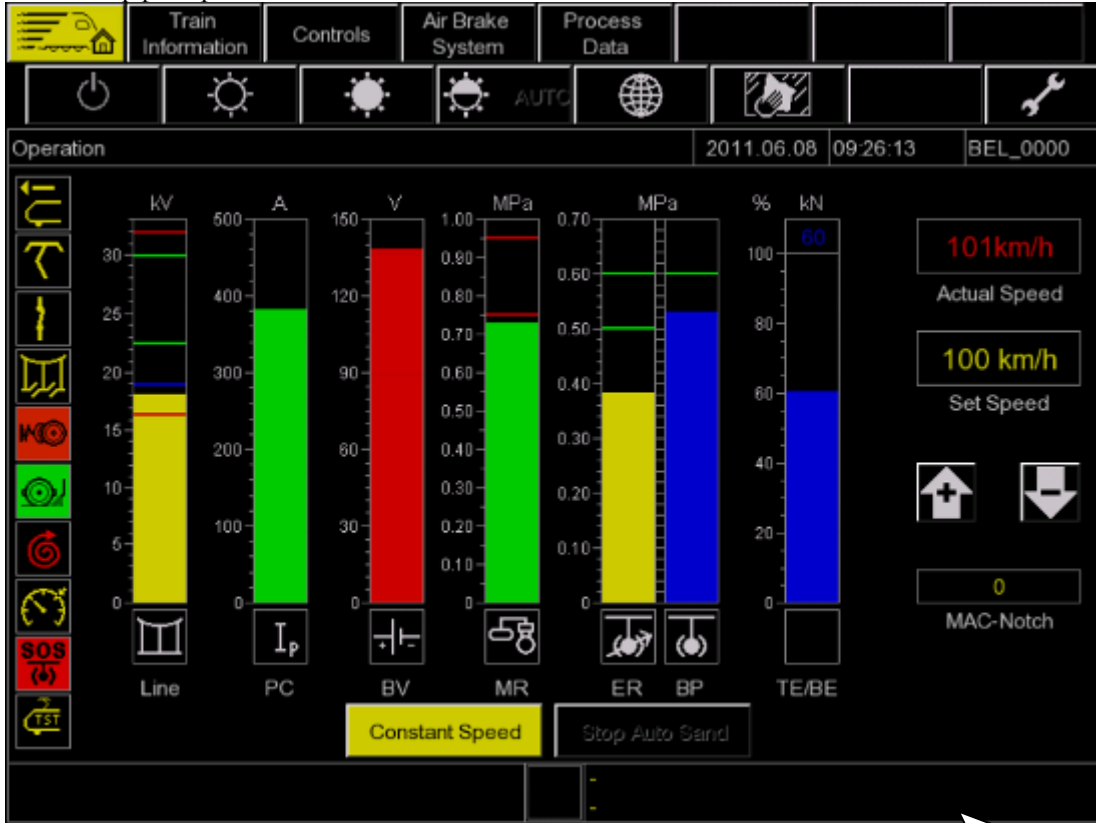 Train Information
Controls
Air Brake System
Process Data
AUTO
Operation
2011.06.08
09:26:13
BEL_0000
kV
A
V
MPa
MPa
%
kN
30
25
20
15
10
5
0
500
400
300
200
100
0
150
120
90
60
30
0
1.00
0.90
0.80
0.70
0.60
0.50
0.40
0.30
0.20
0.10
0
0.70
0.60
0.50
0.40
0.30
0.20
0.10
0
100
80
60
40
20
0
60
101km/h
Actual Speed
100 km/h
Set Speed
+
-
0
MAC-Notch
SOS
TST
Ip
+
-
Line
PC
BV
MR
ER
BP
TE/BE
Constant Speed
Stop Auto Sand
-
-